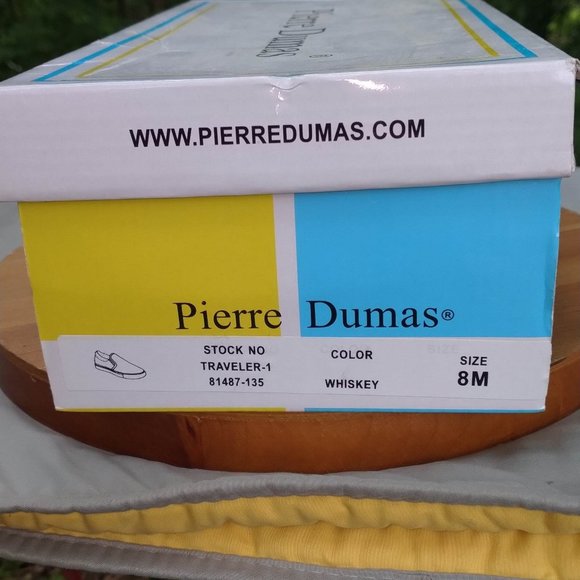 Pierre Dumas®
WWW.PIERREDUMAS.COM
Pierre Dumas®
STOCK NO COLOR SIZE
TRAVELER-1
81487-135 WHISKEY 8M